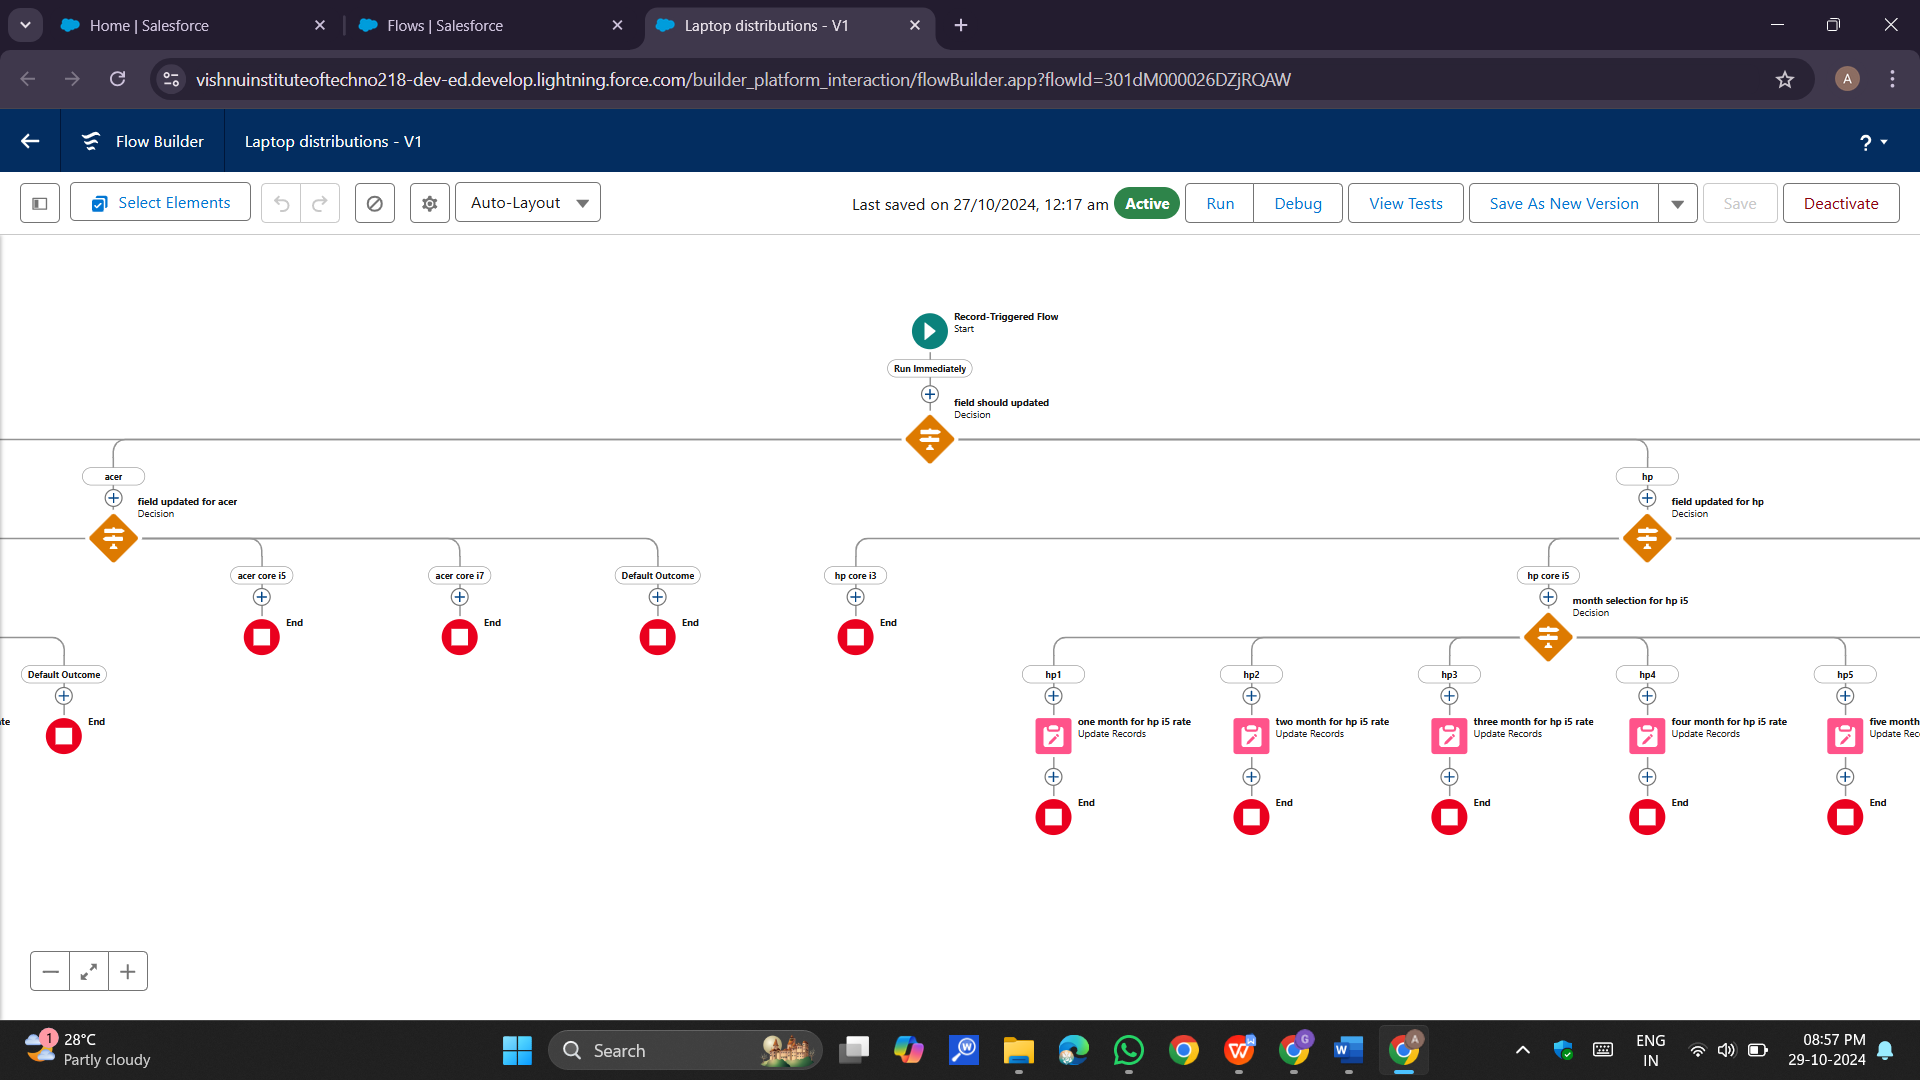 Home | Salesforce
Flows | Salesforce
Laptop distributions - V1
vishnuinstituteoftechno218-dev-ed.develop.lightning.force.com/builder_platform_interaction/flowBuilder.app?flowId=301dM000026DZjRQAW
A
Flow Builder
Laptop distributions - V1
?
Select Elements
Auto-Layout
Last saved on 27/10/2024, 12:17 am
Active
Run
Debug
View Tests
Save As New Version
Save
Deactivate
Record-Triggered Flow
Start
Run Immediately
field should updated
Decision
acer
hp
field updated for acer
Decision
field updated for hp
Decision
acer core i5
acer core i7
Default Outcome
hp core i3
hp core i5
End
End
End
End
month selection for hp i5
Decision
Default Outcome
hp1
hp2
hp3
hp4
hp5
End
one month for hp i5 rate
Update Records
two month for hp i5 rate
Update Records
three month for hp i5 rate
Update Records
four month for hp i5 rate
Update Records
five month
Update Reco
End
End
End
End
End
1
28°C
Partly cloudy
Search
W
W
W
G
W
A
ENG
IN
08:57 PM
29-10-2024